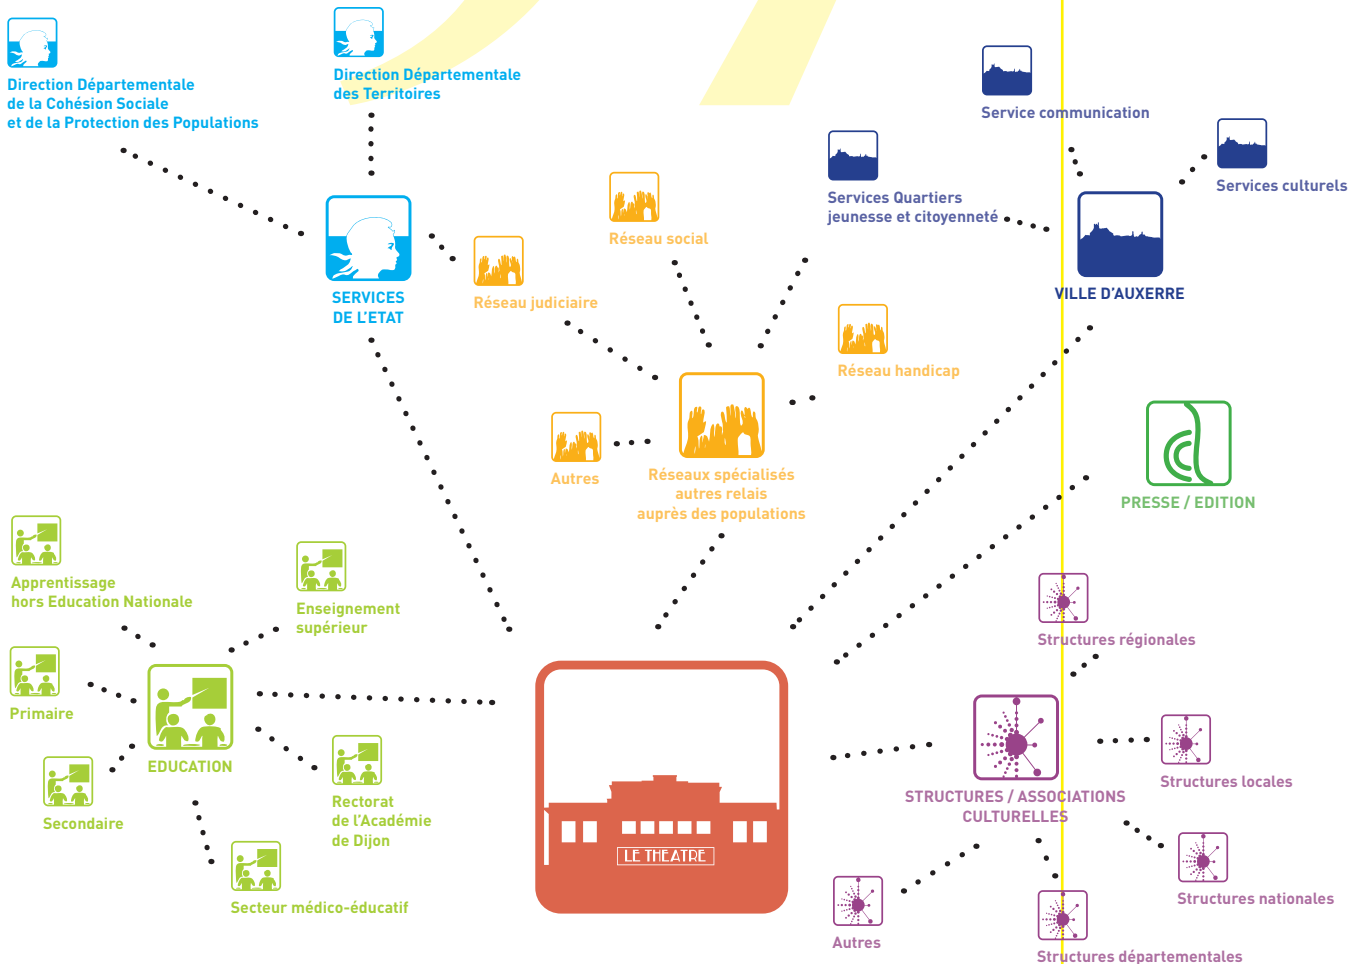 Direction Départementale
de la Cohésion Sociale
et de la Protection des Populations
Direction Départementale
des Territoires
Service communication
Services culturels
Services Quartiers
jeunesse et citoyenneté
Réseau social
SERVICES
DE L'ETAT
Réseau judiciaire
VILLE D'AUXERRE
Réseau handicap
Autres
Réseaux spécialisés
autres relais
auprès des populations
PRESSE / EDITION
Apprentissage
hors Education Nationale
Enseignement
supérieur
Structures régionales
Primaire
EDUCATION
Secondaire
Rectorat
de l'Académie
de Dijon
Secteur médico-éducatif
LE THEATRE
STRUCTURES / ASSOCIATIONS
CULTURELLES
Structures locales
Structures nationales
Autres
Structures départementales